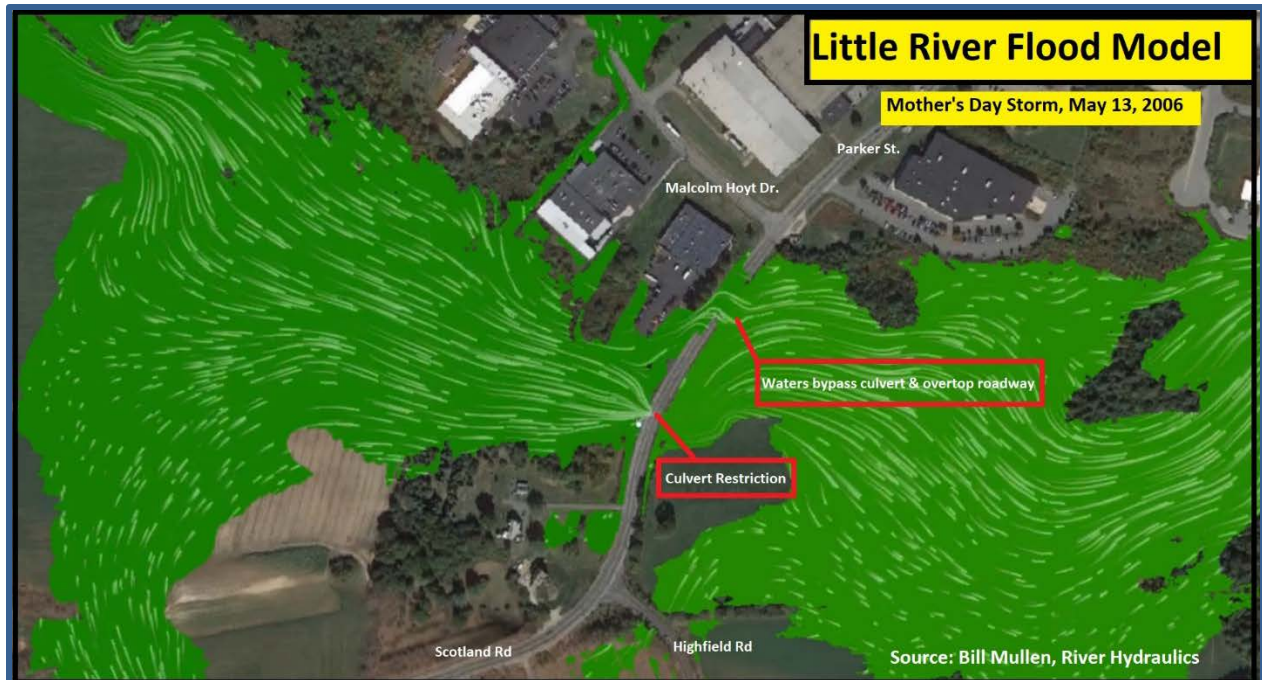 Little River Flood Model
Mother's Day Storm, May 13, 2006
Parker St.
Malcolm Hoyt Dr.
Waters bypass culvert & overtop roadway
Culvert Restriction
Scotland Rd
Highfield Rd
Source: Bill Mullen, River Hydraulics